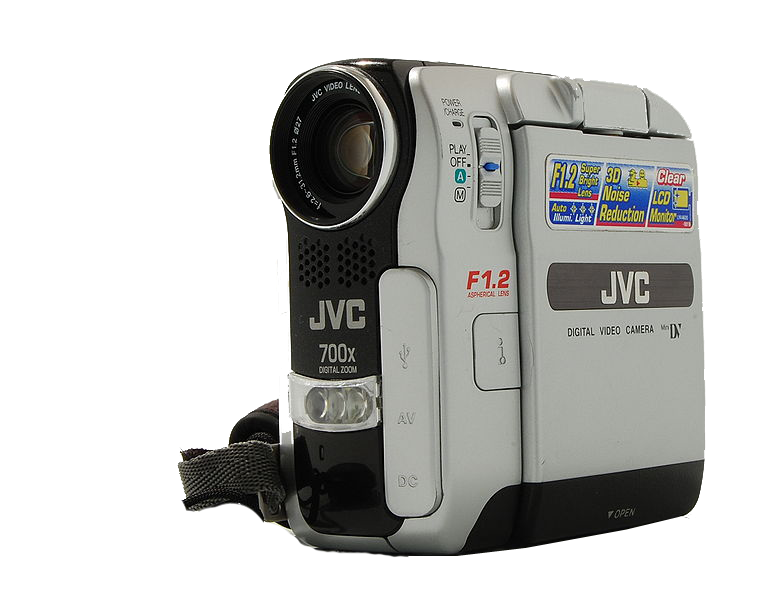 JVC VIDEO LENS
f=2.6-31.2mm F1.2 Ø27
POWER
/CHARGE
PLAY
OFF
A
M
F1.2 Super
Bright
Lens
Auto
Illumi. Light
3D
Noise
Reduction
Clear
LCD
Monitor
F1.2
ASPHERICAL LENS
JVC
DIGITAL VIDEO CAMERA Mini DV
JVC
700x
DIGITAL ZOOM
AV
DC
OPEN